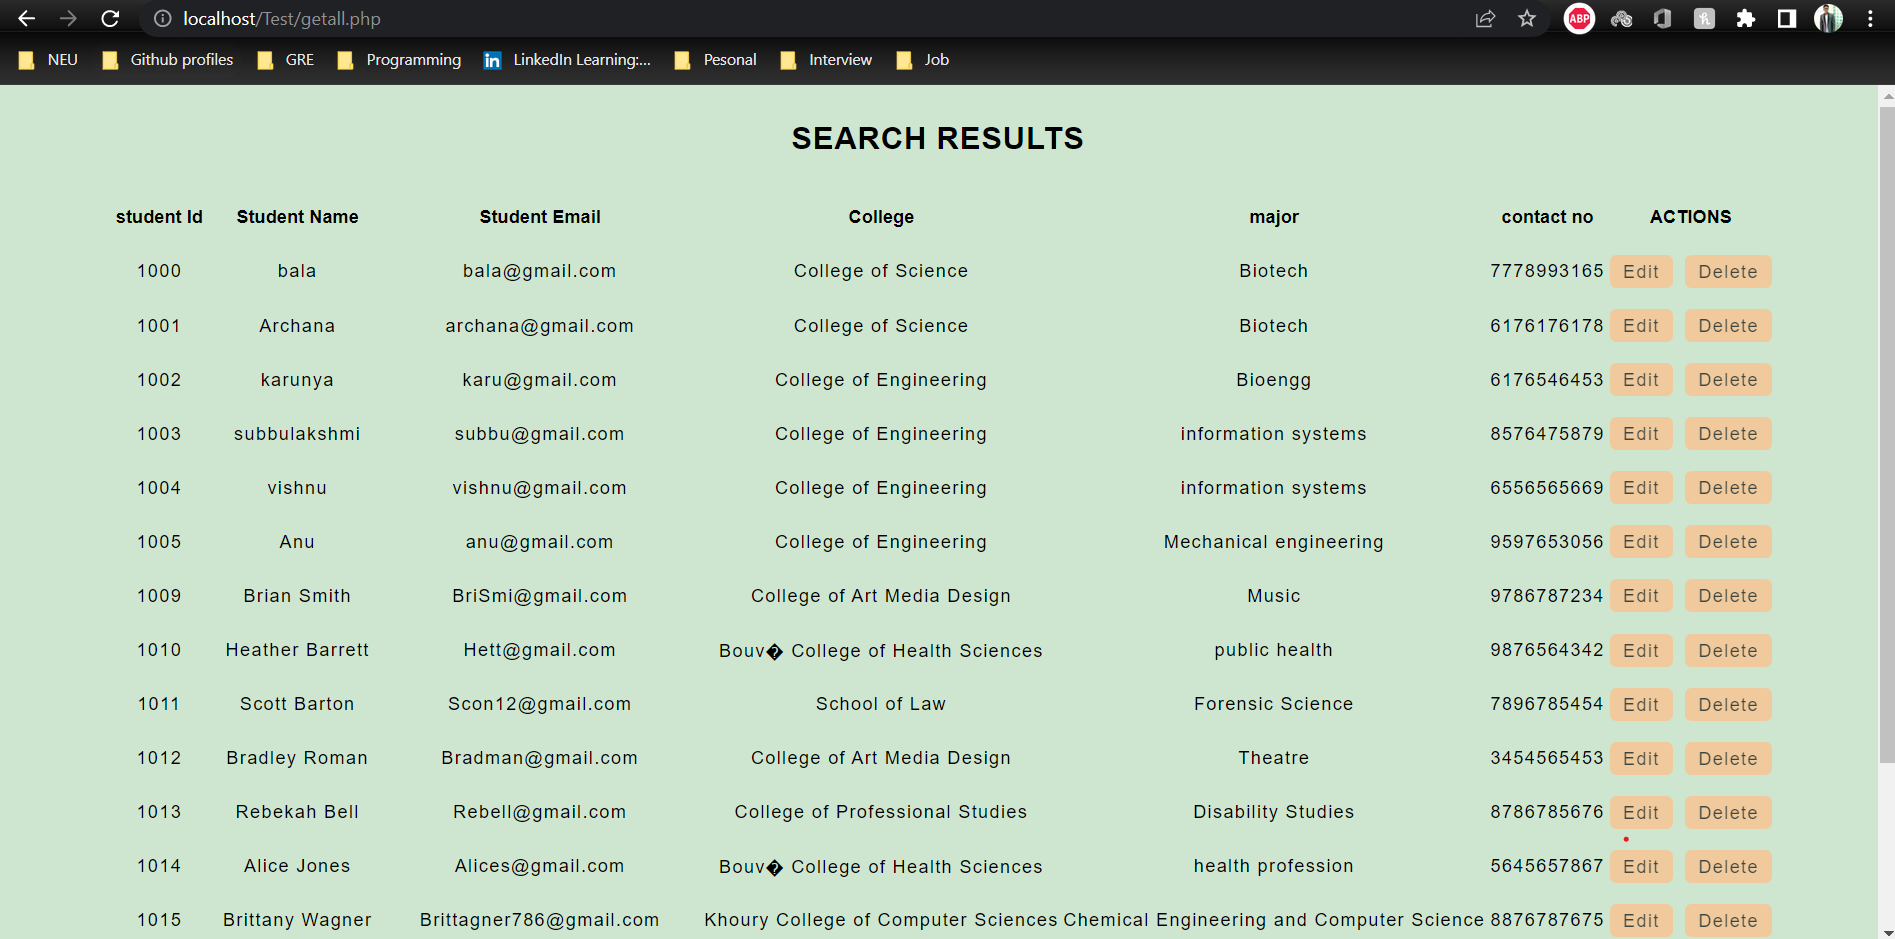 localhost/Test/getall.php ABP
NEU Github profiles GRE Programming in LinkedIn Learning:... Pesonal Interview Job
SEARCH RESULTS
student Id Student Name Student Email College major contact no ACTIONS
1000 bala bala@gmail.com College of Science Biotech 7778993165 Edit Delete
1001 Archana archana@gmail.com College of Science Biotech 6176176178 Edit Delete
1002 karunya karu@gmail.com College of Engineering Bioengg 6176546453 Edit Delete
1003 subbulakshmi subbu@gmail.com College of Engineering information systems 8576475879 Edit Delete
1004 vishnu vishnu@gmail.com College of Engineering information systems 6556565669 Edit Delete
1005 Anu anu@gmail.com College of Engineering Mechanical engineering 9597653056 Edit Delete
1009 Brian Smith BriSmi@gmail.com College of Art Media Design Music 9786787234 Edit Delete
1010 Heather Barrett Hett@gmail.com Bouv� College of Health Sciences public health 9876564342 Edit Delete
1011 Scott Barton Scon12@gmail.com School of Law Forensic Science 7896785454 Edit Delete
1012 Bradley Roman Bradman@gmail.com College of Art Media Design Theatre 3454565453 Edit Delete
1013 Rebekah Bell Rebell@gmail.com College of Professional Studies Disability Studies 8786785676 Edit Delete
1014 Alice Jones Alices@gmail.com Bouv� College of Health Sciences health profession 5645657867 Edit Delete
1015 Brittany Wagner Brittagner786@gmail.com Khoury College of Computer Sciences Chemical Engineering and Computer Science 8876787675 Edit Delete